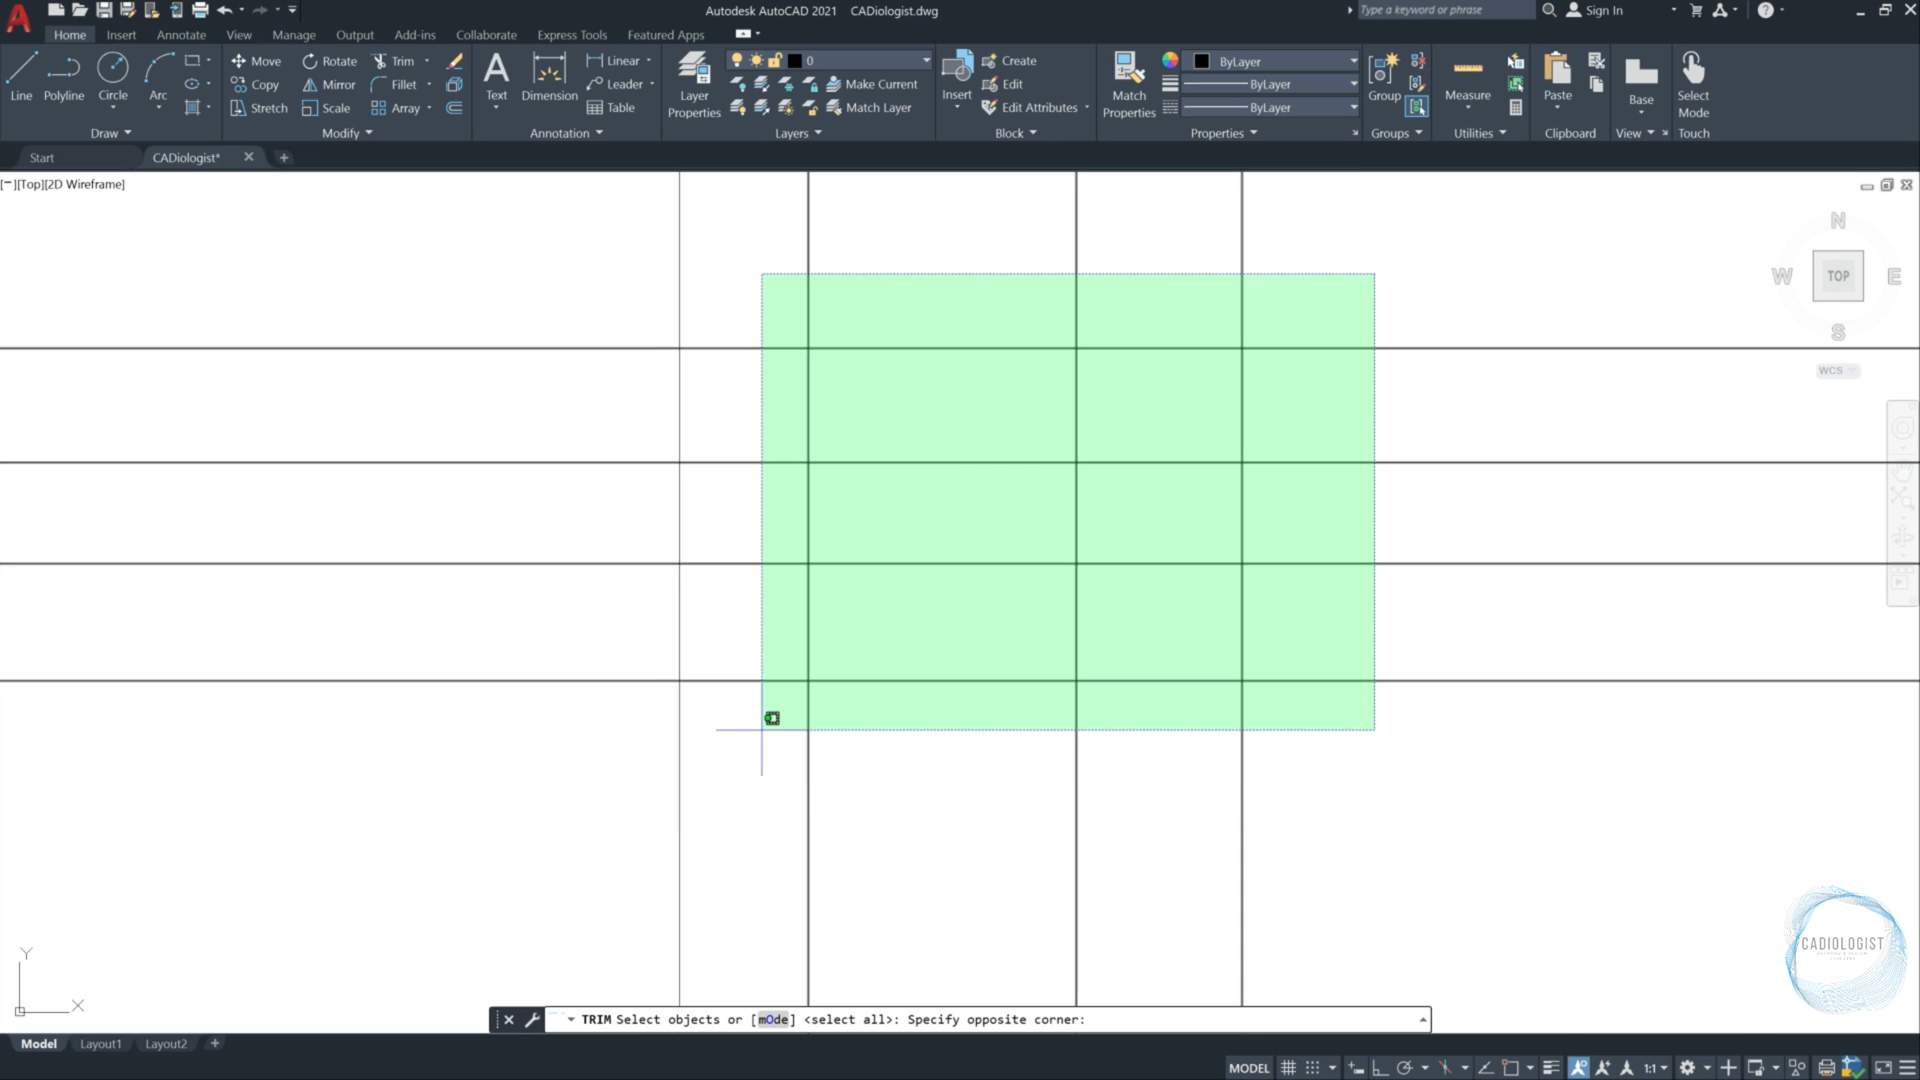 Autodesk AutoCAD 2021 CADiologist.dwg
Type a keyword or phrase
Sign In
Home Insert Annotate View Manage Output Add-ins Collaborate Express Tools Featured Apps
Line Polyline Circle Arc
Move Rotate Trim
Copy Mirror Fillet
Stretch Scale Array
Text Dimension
Linear
Leader
Table
Layer Properties
0
Make Current
Match Layer
Insert
Create
Edit
Edit Attributes
Match Properties
ByLayer
ByLayer
ByLayer
Group
Measure
Paste
Base
Select Mode
Draw Modify Annotation Layers Block Properties Groups Utilities Clipboard View Touch
Start CADiologist*
[−][Top][2D Wireframe]
N
W TOP E
S
WCS
CADIOLOGIST
Y
X
TRIM Select objects or [mOde] <select all>: Specify opposite corner:
Model Layout1 Layout2
MODEL 1:1